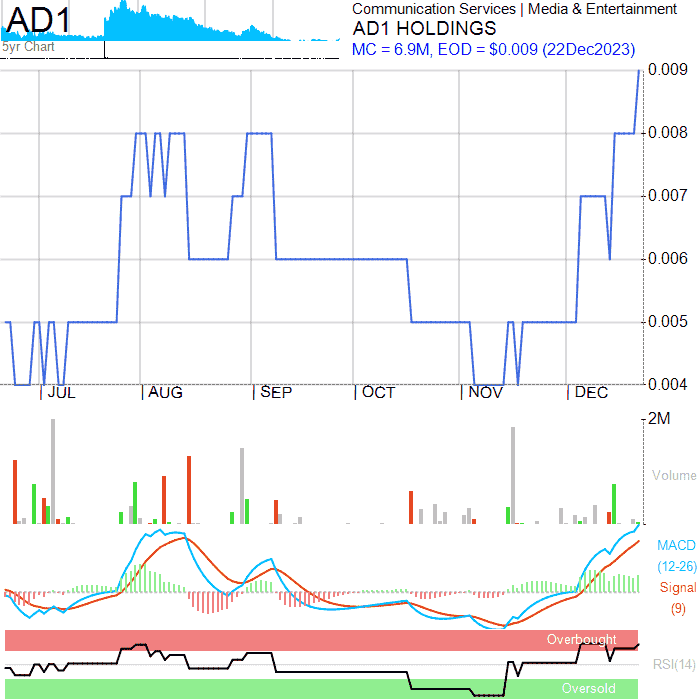 AD1
5yr Chart
Communication Services | Media & Entertainment
AD1 HOLDINGS
MC = 6.9M, EOD = $0.009 (22Dec2023)
0.009
0.008
0.007
0.006
0.005
0.004
JUL AUG SEP OCT NOV DEC
2M
Volume
MACD
(12-26)
Signal
(9)
Overbought
RSI(14)
Oversold